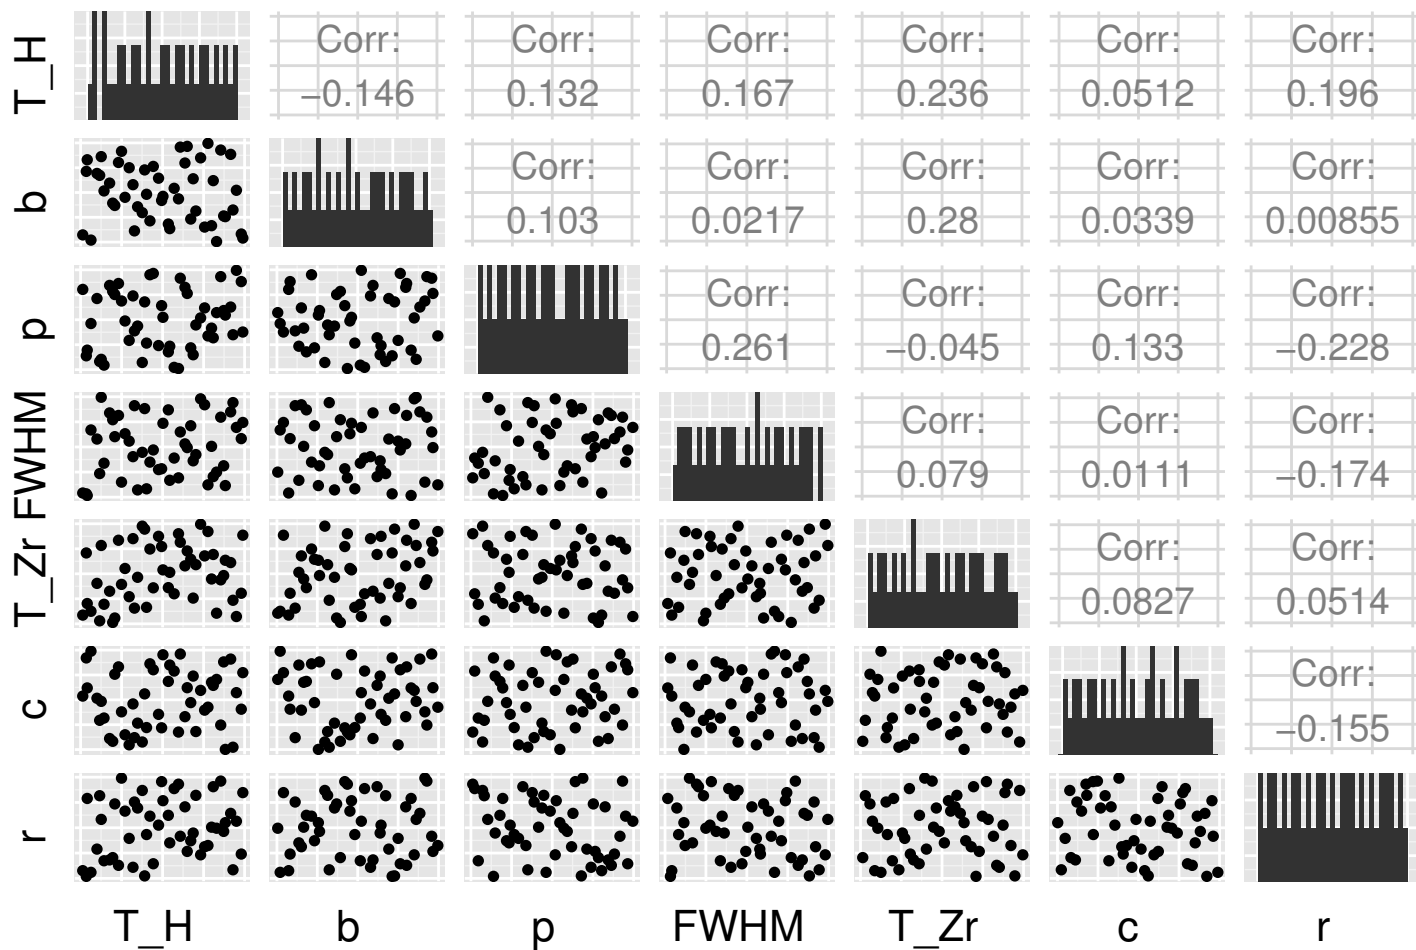 T_H
Corr: Corr: Corr: Corr: Corr: Corr:
−0.146 0.132 0.167 0.236 0.0512 0.196
b
Corr: Corr: Corr: Corr: Corr:
0.103 0.0217 0.28 0.0339 0.00855
p
Corr: Corr: Corr: Corr:
0.261 −0.045 0.133 −0.228
FWHM
Corr: Corr: Corr:
0.079 0.0111 −0.174
T_Zr
Corr: Corr:
0.0827 0.0514
c
Corr:
−0.155
r
T_H b p FWHM T_Zr c r